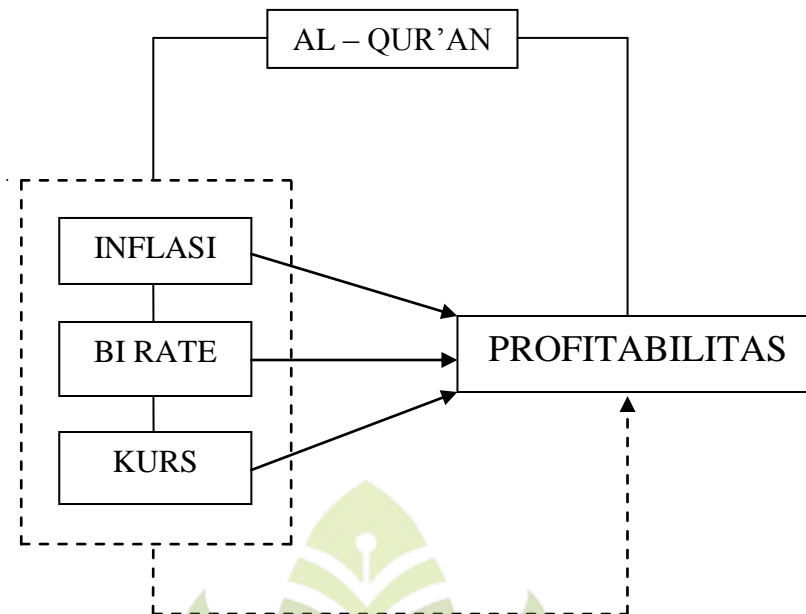 AL – QUR’AN
INFLASI
BI RATE
PROFITABILITAS
KURS